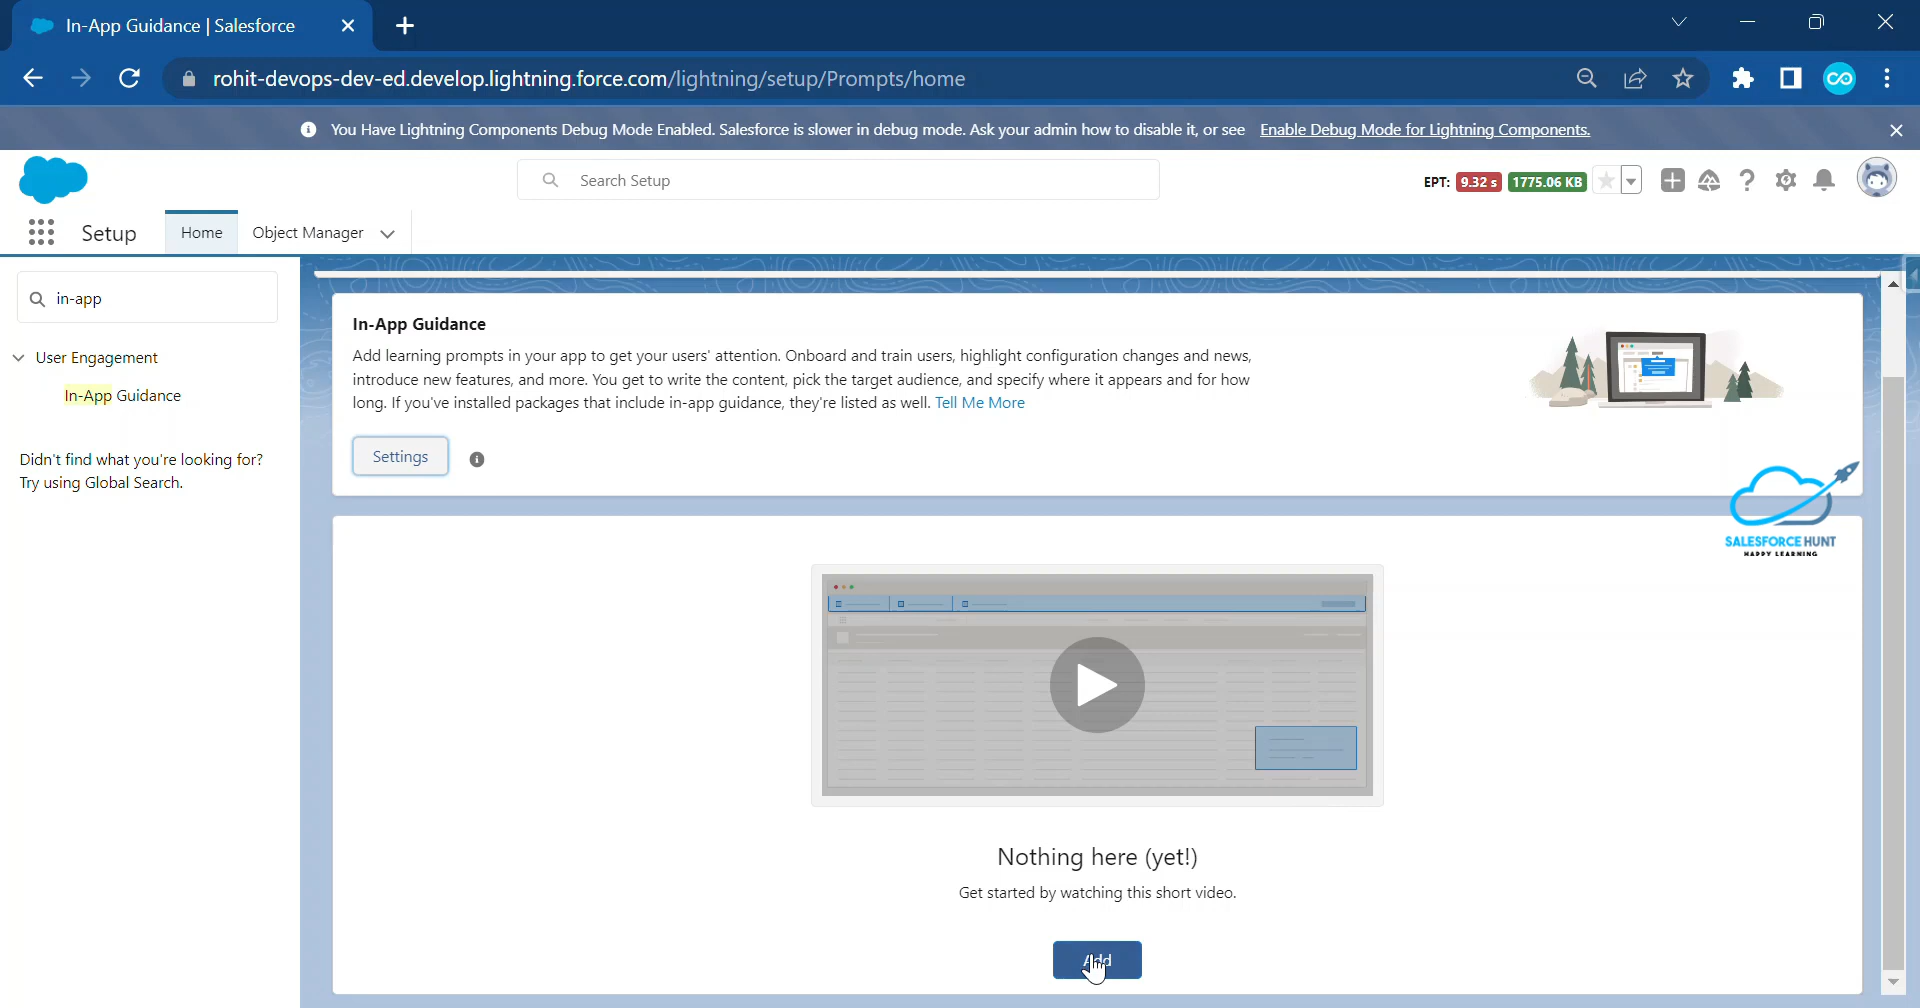 In-App Guidance | Salesforce
rohit-devops-dev-ed.develop.lightning.force.com/lightning/setup/Prompts/home
You Have Lightning Components Debug Mode Enabled. Salesforce is slower in debug mode. Ask your admin how to disable it, or see Enable Debug Mode for Lightning Components.
Search Setup
EPT: 9.32 s 1775.06 KB
Setup
Home
Object Manager
in-app
User Engagement
In-App Guidance
Didn't find what you're looking for?
Try using Global Search.
In-App Guidance
Add learning prompts in your app to get your users' attention. Onboard and train users, highlight configuration changes and news,
introduce new features, and more. You get to write the content, pick the target audience, and specify where it appears and for how
long. If you've installed packages that include in-app guidance, they're listed as well. Tell Me More
Settings
SALESFORCE HUNT
HAPPY LEARNING
Nothing here (yet!)
Get started by watching this short video.
Add